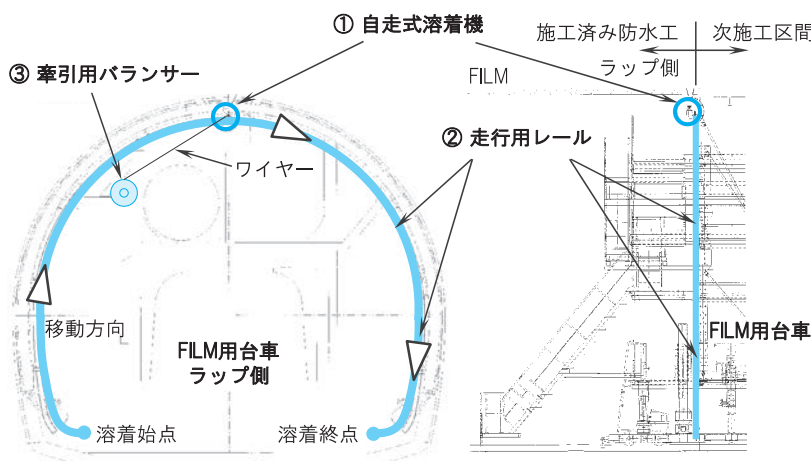 ① 自走式溶着機
施工済み防水工
次施工区間
③ 牽引用バランサー
FILM
ラップ側
② 走行用レール
ワイヤー
移動方向
FILM用台車
ラップ側
FILM用台車
溶着始点
溶着終点